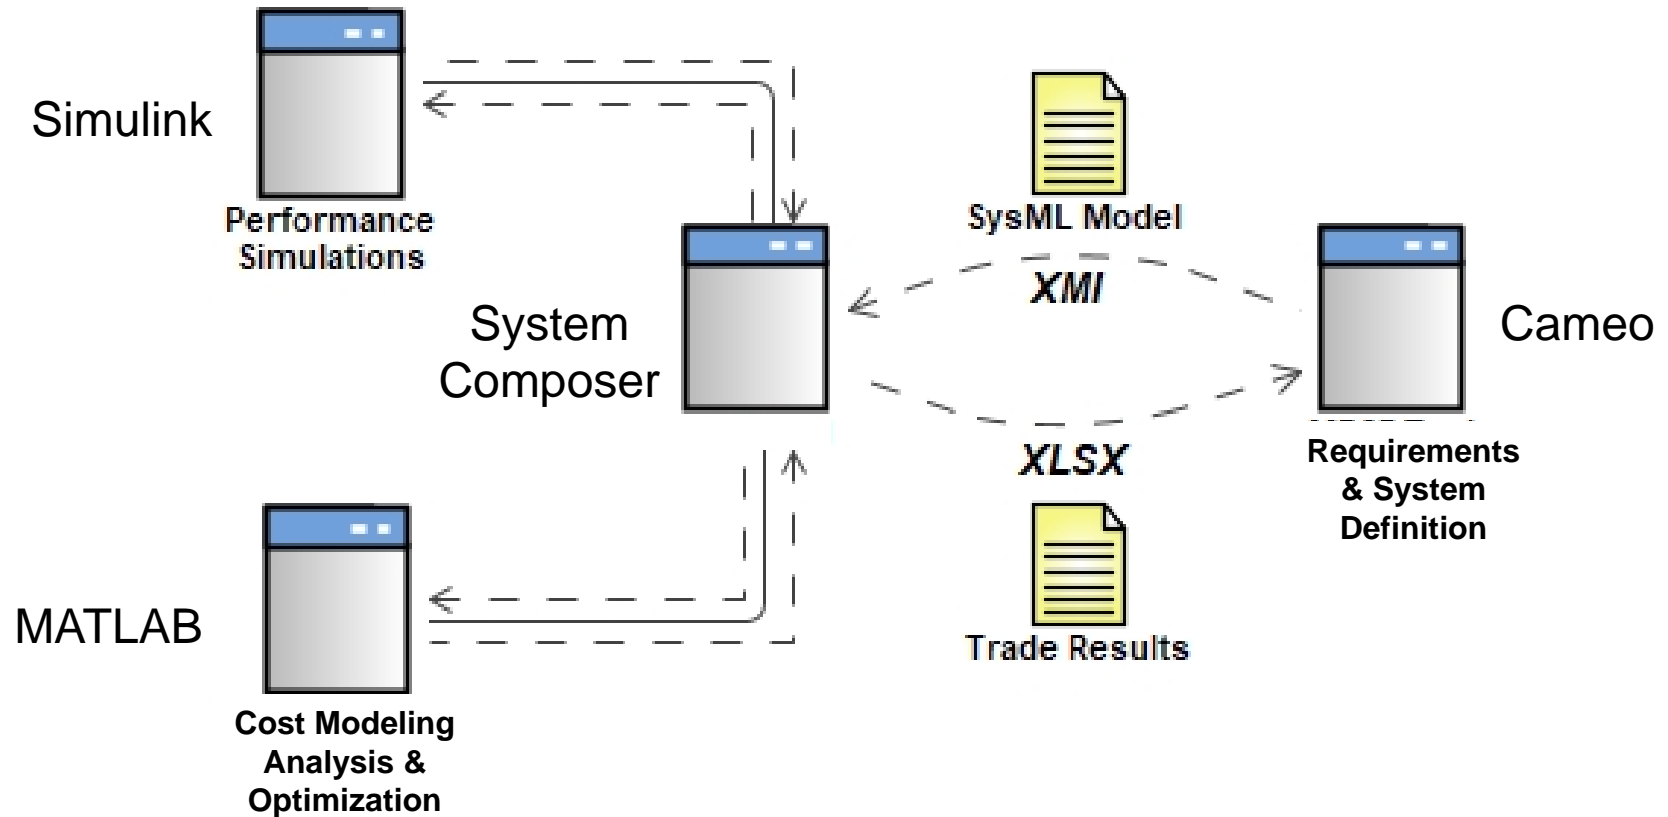 Simulink
Performance
Simulations
SysML Model
XMI
System
Composer
Cameo
XLSX
Requirements
& System
Definition
MATLAB
Trade Results
Cost Modeling
Analysis &
Optimization